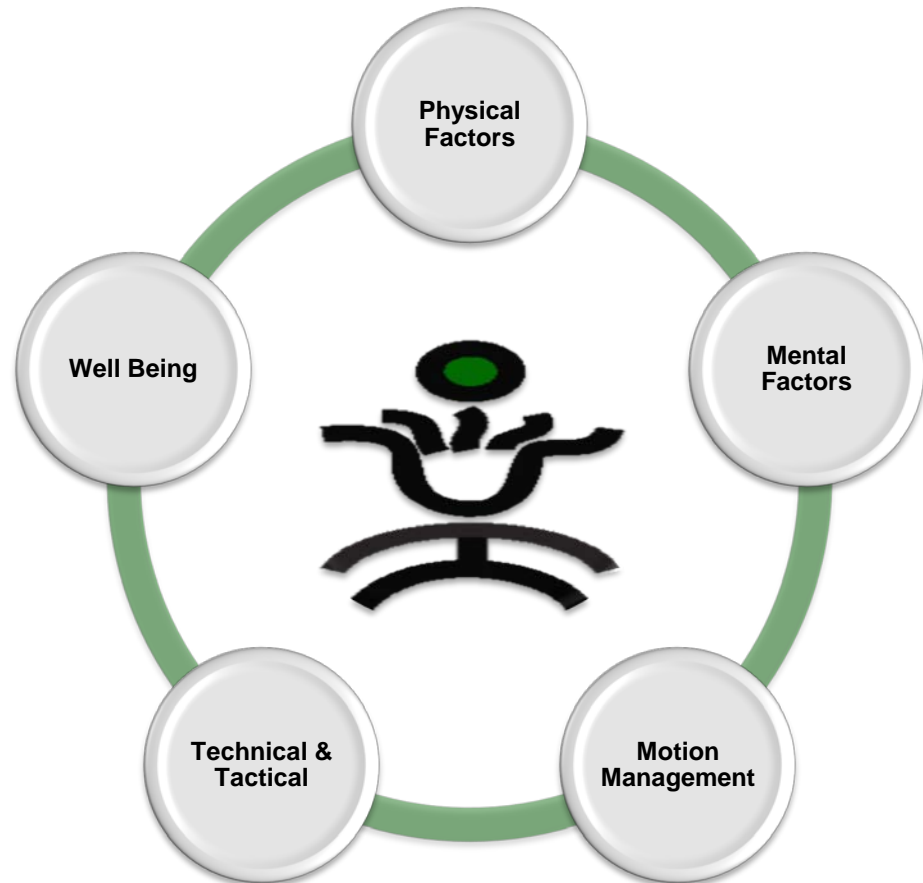 Physical
Factors
Well Being
Mental
Factors
Technical &
Tactical
Motion
Management